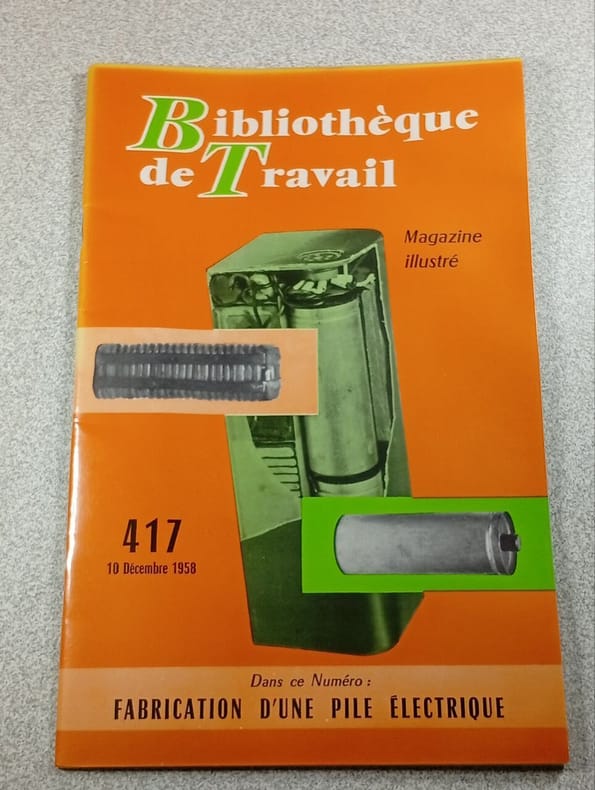 Bibliothèque
de Travail
Magazine
illustré
417
10 Décembre 1958
Dans ce Numéro :
FABRICATION D'UNE PILE ÉLECTRIQUE